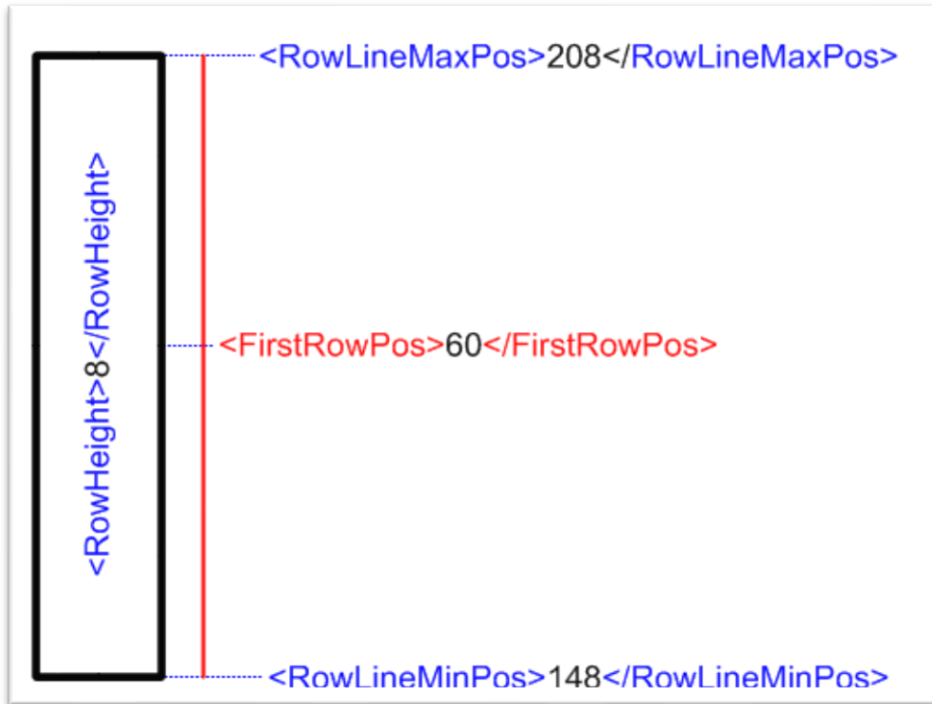 <RowLineMaxPos>208</RowLineMaxPos>
<RowHeight>8</RowHeight>
<FirstRowPos>60</FirstRowPos>
<RowLineMinPos>148</RowLineMinPos>